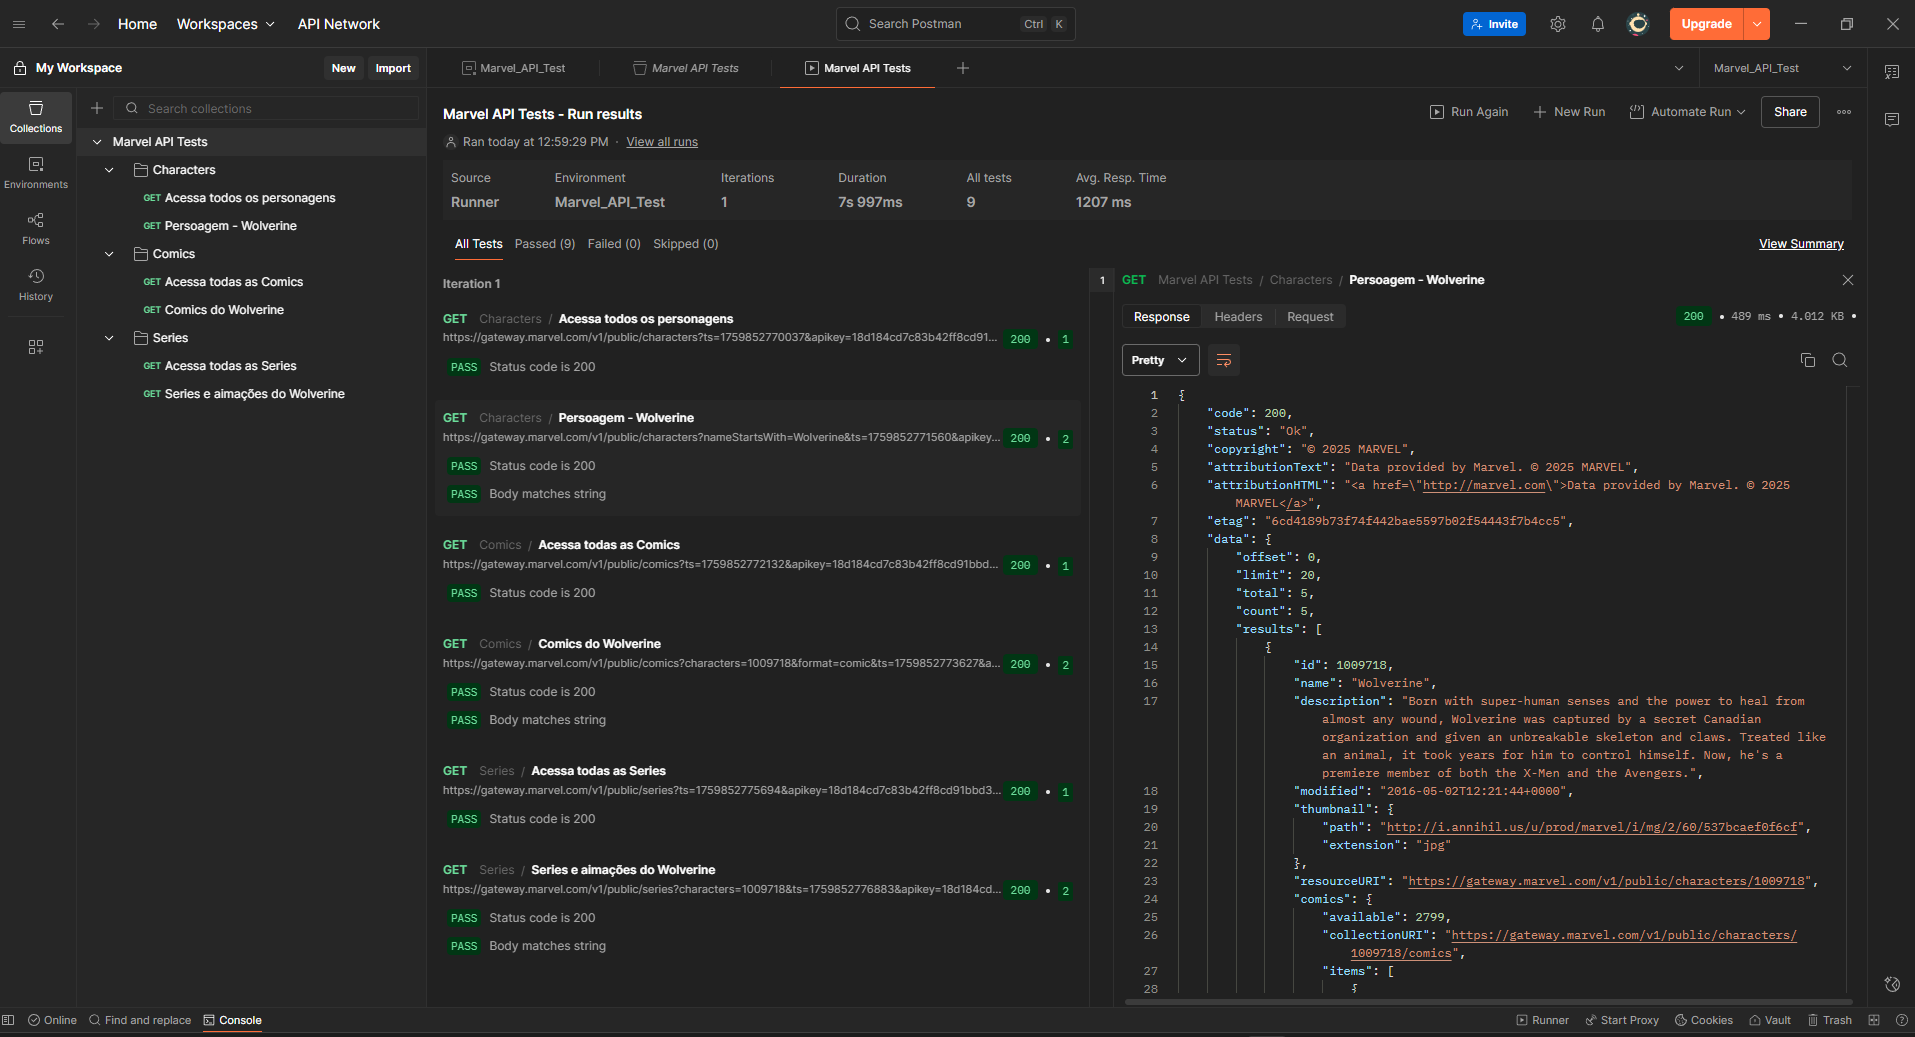 Home Workspaces API Network Search Postman Ctrl K Invite Upgrade
My Workspace New Import Marvel_API_Test Marvel API Tests Marvel API Tests Marvel_API_Test
Collections
Environments
Flows
History
Search collections
Marvel API Tests
Characters
GET Acessa todos os personagens
GET Persoagem - Wolverine
Comics
GET Acessa todas as Comics
GET Comics do Wolverine
Series
GET Acessa todas as Series
GET Series e aimações do Wolverine
Marvel API Tests - Run results
Run Again New Run Automate Run Share
Ran today at 12:59:29 PM · View all runs
Source Environment Iterations Duration All tests Avg. Resp. Time
Runner Marvel_API_Test 1 7s 997ms 9 1207 ms
All Tests Passed (9) Failed (0) Skipped (0) View Summary
Iteration 1
GET Characters / Acessa todos os personagens
https://gateway.marvel.com/v1/public/characters?ts=1759852770037&apikey=18d184cd7c83b42ff8cd91... 200 • 1
PASS Status code is 200
GET Characters / Persoagem - Wolverine
https://gateway.marvel.com/v1/public/characters?nameStartsWith=Wolverine&ts=1759852771560&apikey... 200 • 2
PASS Status code is 200
PASS Body matches string
GET Comics / Acessa todas as Comics
https://gateway.marvel.com/v1/public/comics?ts=1759852772132&apikey=18d184cd7c83b42ff8cd91bbd... 200 • 1
PASS Status code is 200
GET Comics / Comics do Wolverine
https://gateway.marvel.com/v1/public/comics?characters=1009718&format=comic&ts=1759852773627&a... 200 • 2
PASS Status code is 200
PASS Body matches string
GET Series / Acessa todas as Series
https://gateway.marvel.com/v1/public/series?ts=1759852775694&apikey=18d184cd7c83b42ff8cd91bbd3... 200 • 1
PASS Status code is 200
GET Series / Series e aimações do Wolverine
https://gateway.marvel.com/v1/public/series?characters=1009718&ts=1759852776883&apikey=18d184cd... 200 • 2
PASS Status code is 200
PASS Body matches string
1 GET Marvel API Tests / Characters / Persoagem - Wolverine
Response Headers Request 200 • 489 ms • 4.012 KB •
Pretty
1 {
2 "code": 200,
3 "status": "Ok",
4 "copyright": "© 2025 MARVEL",
5 "attributionText": "Data provided by Marvel. © 2025 MARVEL",
6 "attributionHTML": "<a href=\"http://marvel.com\">Data provided by Marvel. © 2025
MARVEL</a>",
7 "etag": "6cd4189b73f74f442bae5597b02f54443f7b4cc5",
8 "data": {
9 "offset": 0,
10 "limit": 20,
11 "total": 5,
12 "count": 5,
13 "results": [
14 {
15 "id": 1009718,
16 "name": "Wolverine",
17 "description": "Born with super-human senses and the power to heal from
almost any wound, Wolverine was captured by a secret Canadian
organization and given an unbreakable skeleton and claws. Treated like
an animal, it took years for him to control himself. Now, he's a
premiere member of both the X-Men and the Avengers.",
18 "modified": "2016-05-02T12:21:44+0000",
19 "thumbnail": {
20 "path": "http://i.annihil.us/u/prod/marvel/i/mg/2/60/537bcaef0f6cf",
21 "extension": "jpg"
22 },
23 "resourceURI": "https://gateway.marvel.com/v1/public/characters/1009718",
24 "comics": {
25 "available": 2799,
26 "collectionURI": "https://gateway.marvel.com/v1/public/characters/
1009718/comics",
27 "items": [
28 {
Online Find and replace Console Runner Start Proxy Cookies Vault Trash